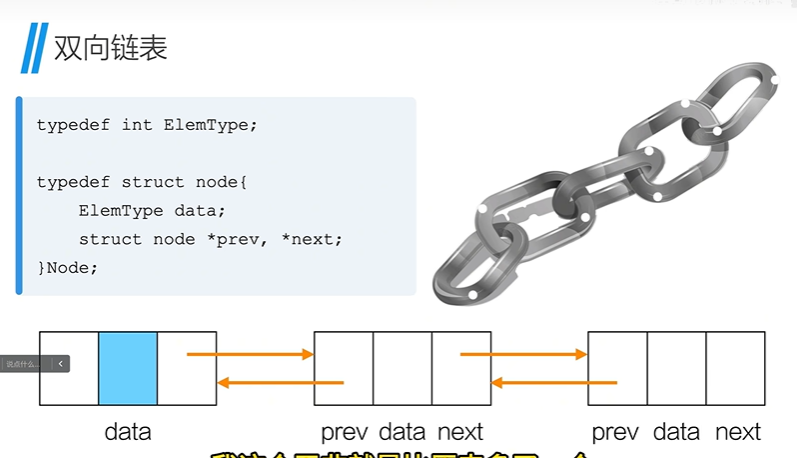 双向链表
typedef int ElemType;
typedef struct node{
ElemType data;
struct node *prev, *next;
}Node;
说点什么...
data
prev data next
prev data next